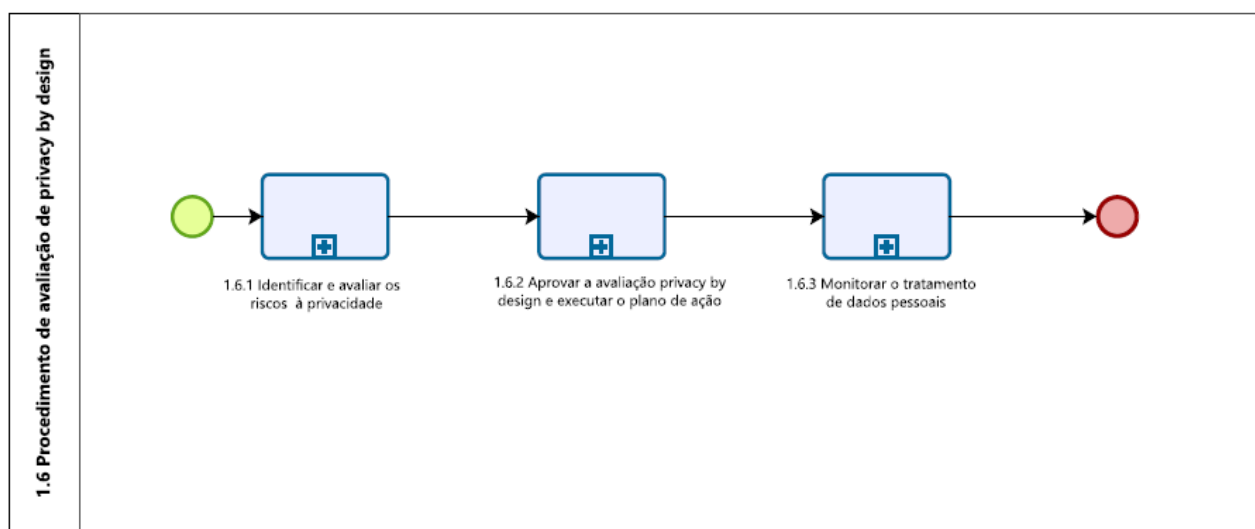 1.6 Procedimento de avaliação de privacy by design
1.6.1 Identificar e avaliar os
riscos à privacidade
1.6.2 Aprovar a avaliação privacy by
design e executar o plano de ação
1.6.3 Monitorar o tratamento
de dados pessoais